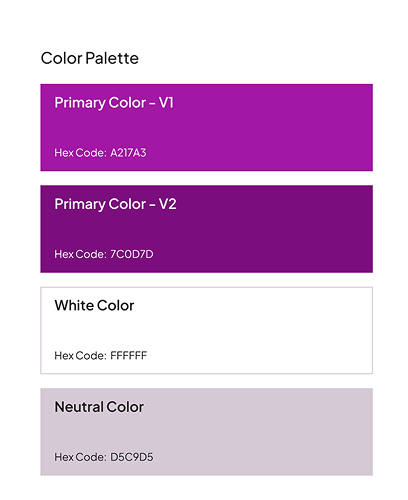 Color Palette
Primary Color - V1
Hex Code: A217A3
Primary Color - V2
Hex Code: 7C0D7D
White Color
Hex Code: FFFFFF
Neutral Color
Hex Code: D5C9D5